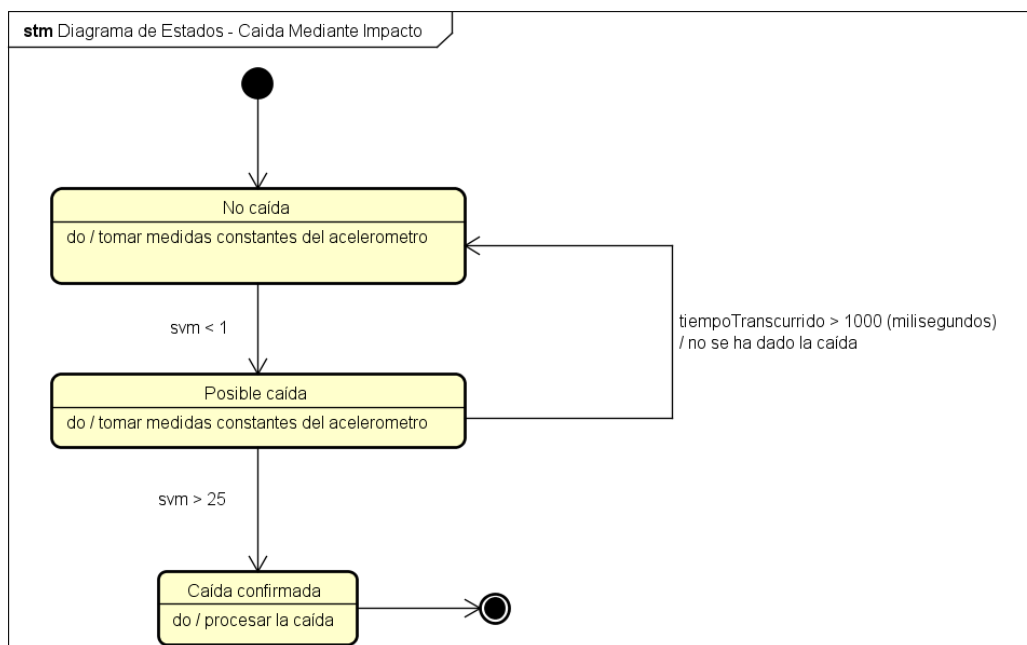 stm Diagrama de Estados - Caida Mediante Impacto
No caída
do / tomar medidas constantes del acelerometro
svm < 1
tiempoTranscurrido > 1000 (milisegundos)
/ no se ha dado la caída
Posible caída
do / tomar medidas constantes del acelerometro
svm > 25
Caída confirmada
do / procesar la caída